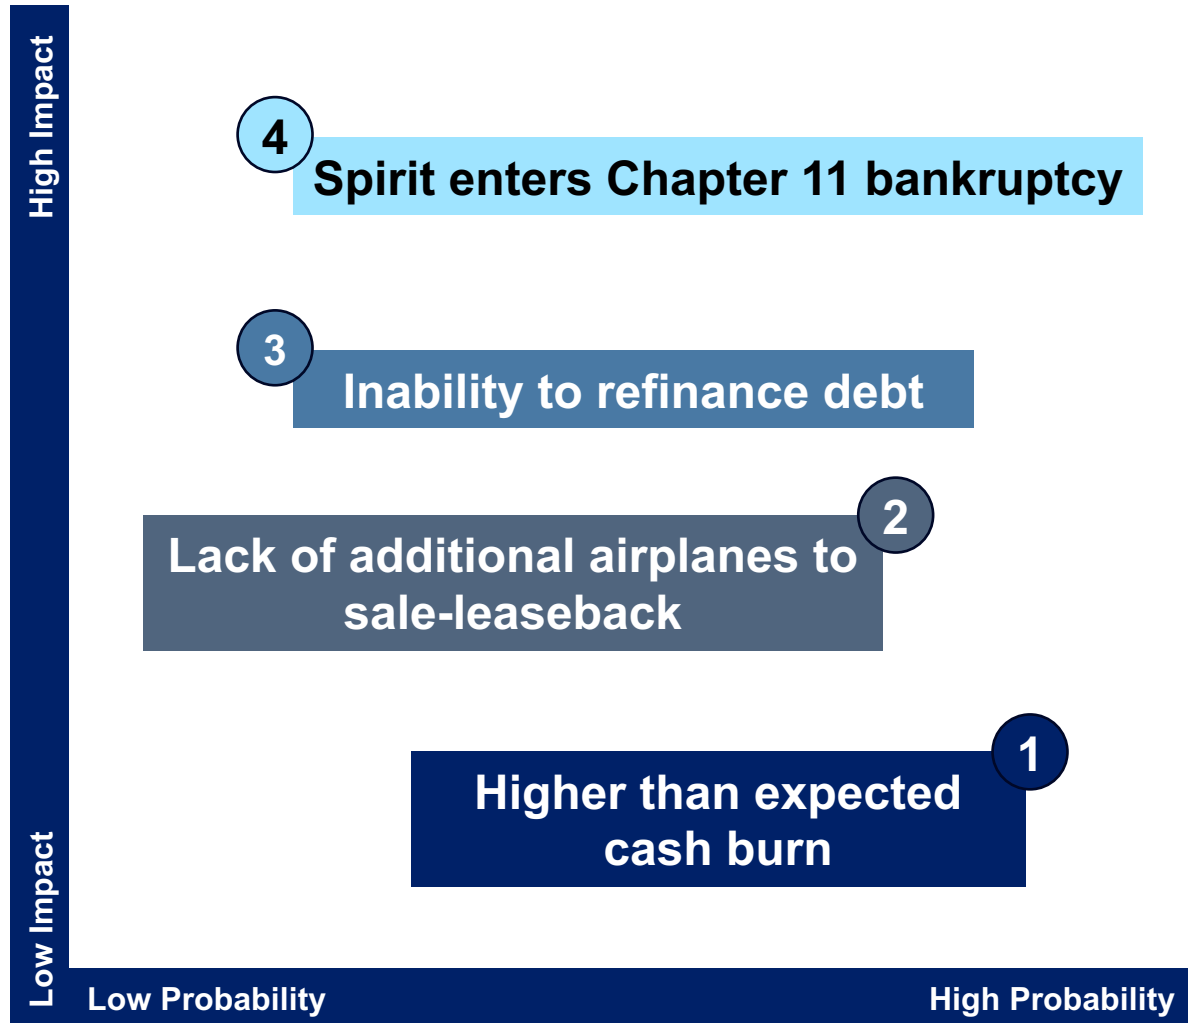 High Impact
4
Spirit enters Chapter 11 bankruptcy
3
Inability to refinance debt
2
Lack of additional airplanes to
sale-leaseback
1
Higher than expected
cash burn
Low Impact
Low Probability
High Probability